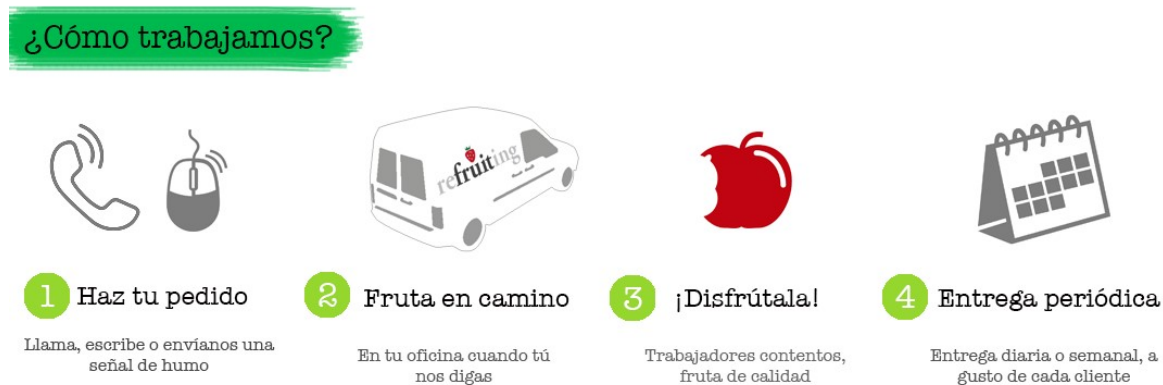 ¿Cómo trabajamos?
refruiting
1 Haz tu pedido
Llama, escribe o envíanos una
señal de humo
2 Fruta en camino
En tu oficina cuando tú
nos digas
3 ¡Disfrútala!
Trabajadores contentos,
fruta de calidad
4 Entrega periódica
Entrega diaria o semanal, a
gusto de cada cliente